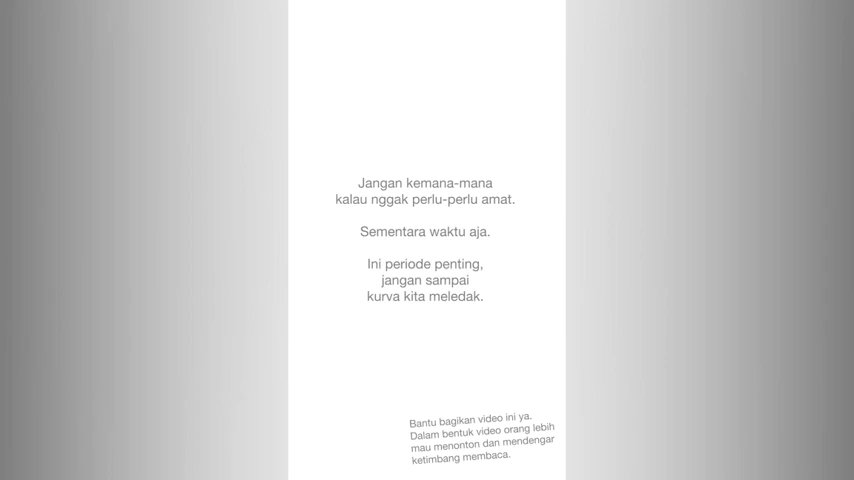 Jangan kemana-mana
kalau nggak perlu-perlu amat.
Sementara waktu aja.
Ini periode penting,
jangan sampai
kurva kita meledak.
Bantu bagikan video ini ya.
Dalam bentuk video orang lebih
mau menonton dan mendengar
ketimbang membaca.